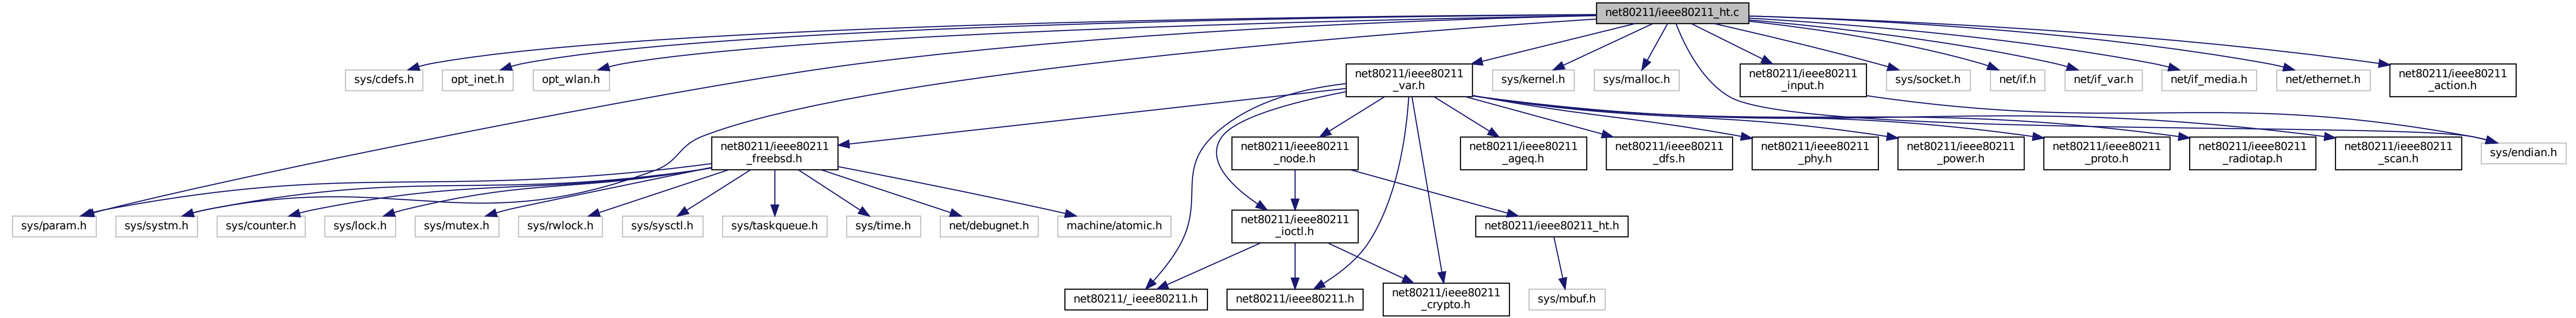 net80211/ieee80211_ht.c
sys/cdefs.h
opt_inet.h
opt_wlan.h
net80211/ieee80211
_var.h
sys/kernel.h
sys/malloc.h
net80211/ieee80211
_input.h
sys/socket.h
net/if.h
net/if_var.h
net/if_media.h
net/ethernet.h
net80211/ieee80211
_action.h
net80211/ieee80211
_freebsd.h
net80211/ieee80211
_node.h
net80211/ieee80211
_ageq.h
net80211/ieee80211
_dfs.h
net80211/ieee80211
_phy.h
net80211/ieee80211
_power.h
net80211/ieee80211
_proto.h
net80211/ieee80211
_radiotap.h
net80211/ieee80211
_scan.h
sys/endian.h
sys/param.h
sys/systm.h
sys/counter.h
sys/lock.h
sys/mutex.h
sys/rwlock.h
sys/sysctl.h
sys/taskqueue.h
sys/time.h
net/debugnet.h
machine/atomic.h
net80211/ieee80211
_ioctl.h
net80211/ieee80211_ht.h
net80211/_ieee80211.h
net80211/ieee80211.h
net80211/ieee80211
_crypto.h
sys/mbuf.h